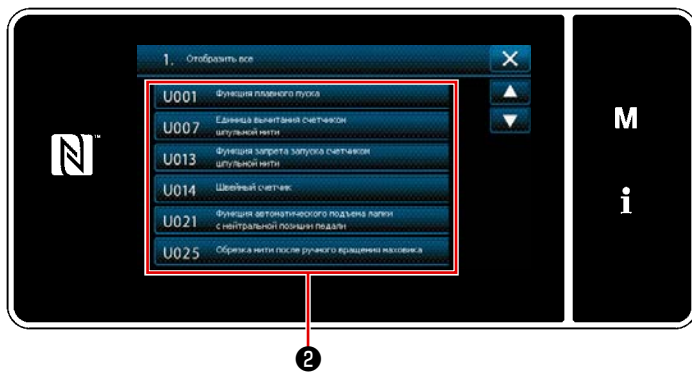 1. Отобразить все
U001 Функция плавного пуска
U007 Единица вычитания счетчиком
шпульной нити
U013 Функция запрета запуска счетчиком
шпульной нити
U014 Швейный счетчик
U021 Функция автоматического подъема лапки
с нейтральной позиции педали
U025 Обрезка нити после ручного вращения маховика
M
i
❷